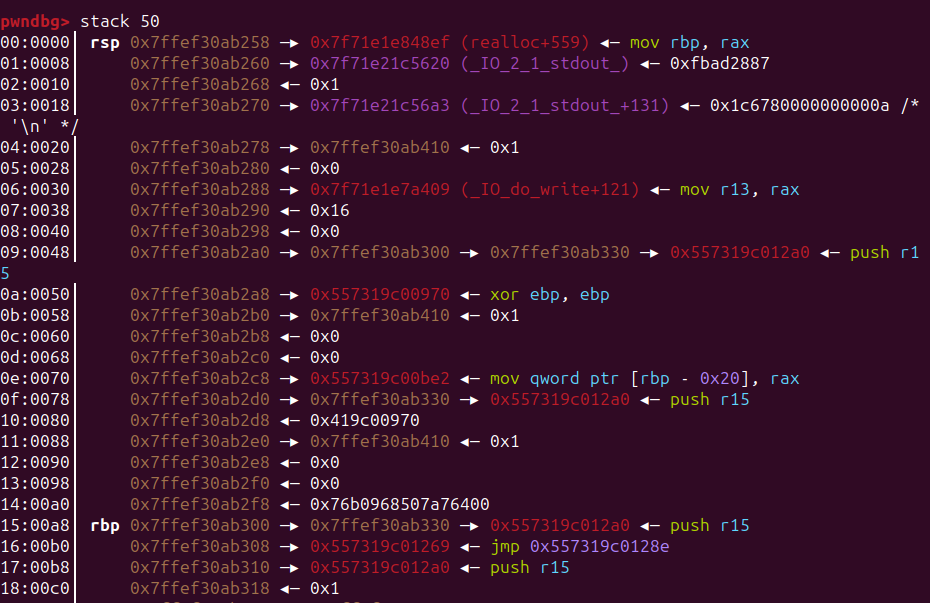 pwndbg> stack 50
00:0000│ rsp 0x7ffef30ab258 —▸ 0x7f71e1e848ef (realloc+559) ◂— mov rbp, rax
01:0008│     0x7ffef30ab260 —▸ 0x7f71e21c5620 (_IO_2_1_stdout_) ◂— 0xfbad2887
02:0010│     0x7ffef30ab268 ◂— 0x1
03:0018│     0x7ffef30ab270 —▸ 0x7f71e21c56a3 (_IO_2_1_stdout_+131) ◂— 0x1c6780000000000a /*
 '\n' */
04:0020│     0x7ffef30ab278 —▸ 0x7ffef30ab410 ◂— 0x1
05:0028│     0x7ffef30ab280 ◂— 0x0
06:0030│     0x7ffef30ab288 —▸ 0x7f71e1e7a409 (_IO_do_write+121) ◂— mov r13, rax
07:0038│     0x7ffef30ab290 ◂— 0x16
08:0040│     0x7ffef30ab298 ◂— 0x0
09:0048│     0x7ffef30ab2a0 —▸ 0x7ffef30ab300 —▸ 0x7ffef30ab330 —▸ 0x557319c012a0 ◂— push r1
5
0a:0050│     0x7ffef30ab2a8 —▸ 0x557319c00970 ◂— xor ebp, ebp
0b:0058│     0x7ffef30ab2b0 —▸ 0x7ffef30ab410 ◂— 0x1
0c:0060│     0x7ffef30ab2b8 ◂— 0x0
0d:0068│     0x7ffef30ab2c0 ◂— 0x0
0e:0070│     0x7ffef30ab2c8 —▸ 0x557319c00be2 ◂— mov qword ptr [rbp - 0x20], rax
0f:0078│     0x7ffef30ab2d0 —▸ 0x7ffef30ab330 —▸ 0x557319c012a0 ◂— push r15
10:0080│     0x7ffef30ab2d8 ◂— 0x419c00970
11:0088│     0x7ffef30ab2e0 —▸ 0x7ffef30ab410 ◂— 0x1
12:0090│     0x7ffef30ab2e8 ◂— 0x0
13:0098│     0x7ffef30ab2f0 ◂— 0x0
14:00a0│     0x7ffef30ab2f8 ◂— 0x76b0968507a76400
15:00a8│ rbp 0x7ffef30ab300 —▸ 0x7ffef30ab330 —▸ 0x557319c012a0 ◂— push r15
16:00b0│     0x7ffef30ab308 —▸ 0x557319c01269 ◂— jmp 0x557319c0128e
17:00b8│     0x7ffef30ab310 —▸ 0x557319c012a0 ◂— push r15
18:00c0│     0x7ffef30ab318 ◂— 0x1